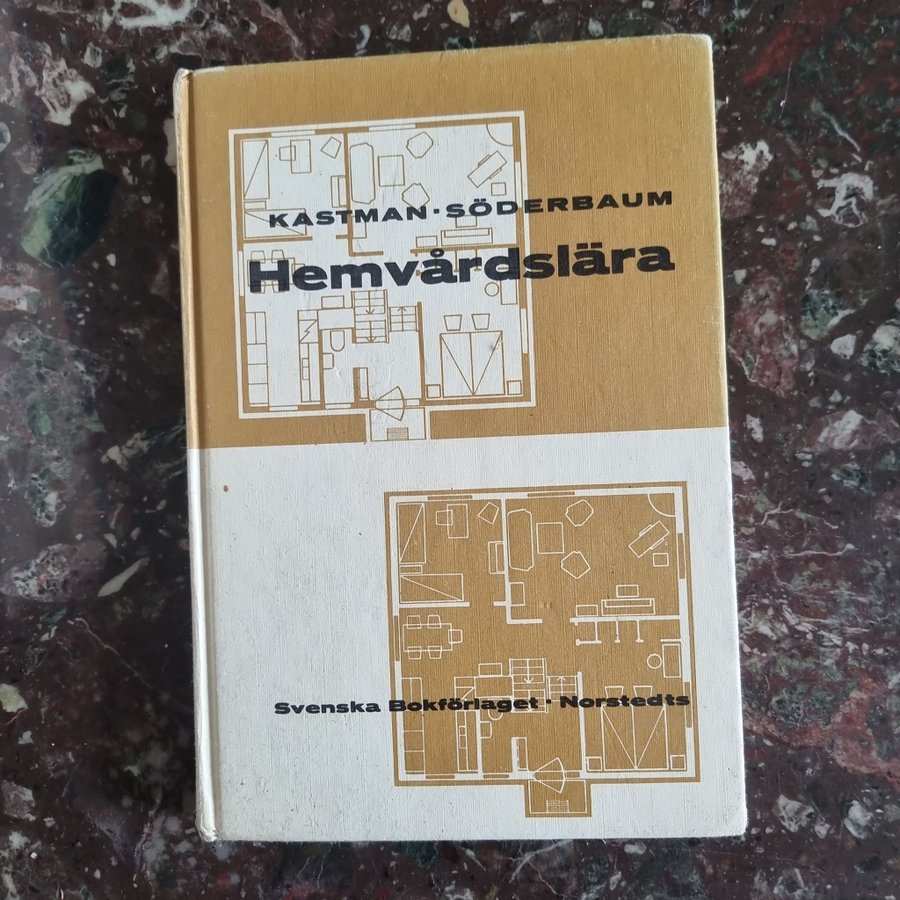 KASTMAN · SÖDERBAUM
Hemvårdslära
Svenska Bokförlaget · Norstedts